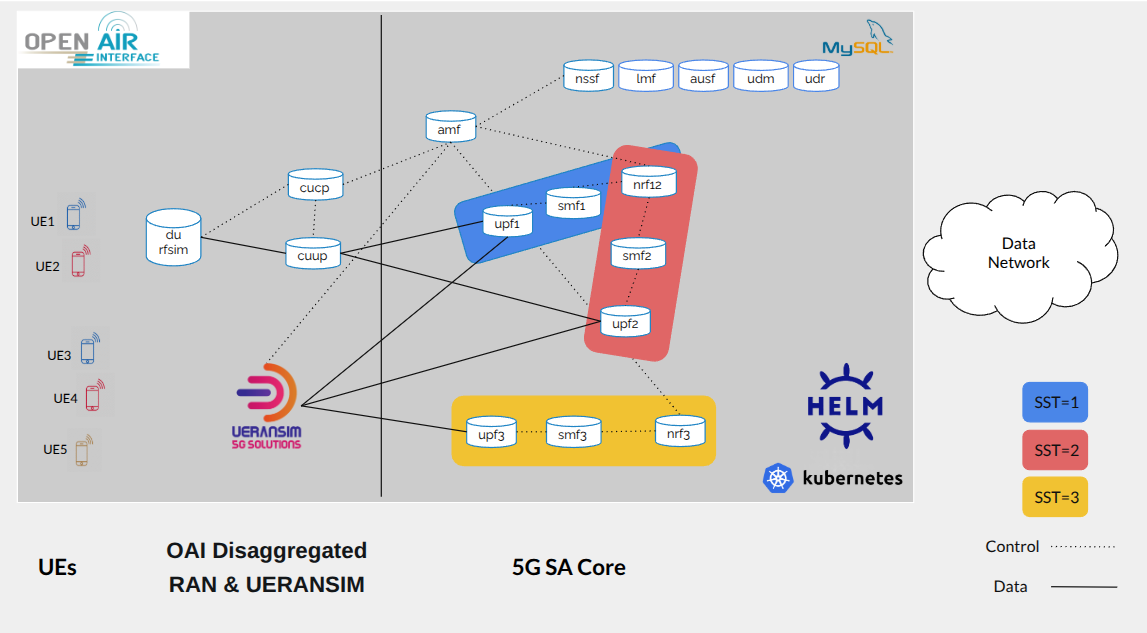 OPEN AIR
INTERFACE
MySQL
nssf
lmf
ausf
udm
udr
amf
cucp
nrf12
smf1
upf1
UE1
du
rfsim
UE2
cuup
smf2
Data
Network
upf2
UE3
UE4
HELM
SST=1
UERANSIM
5G SOLUTIONS
upf3
smf3
nrf3
UE5
SST=2
kubernetes
SST=3
Control
UEs
OAI Disaggregated
RAN & UERANSIM
5G SA Core
Data